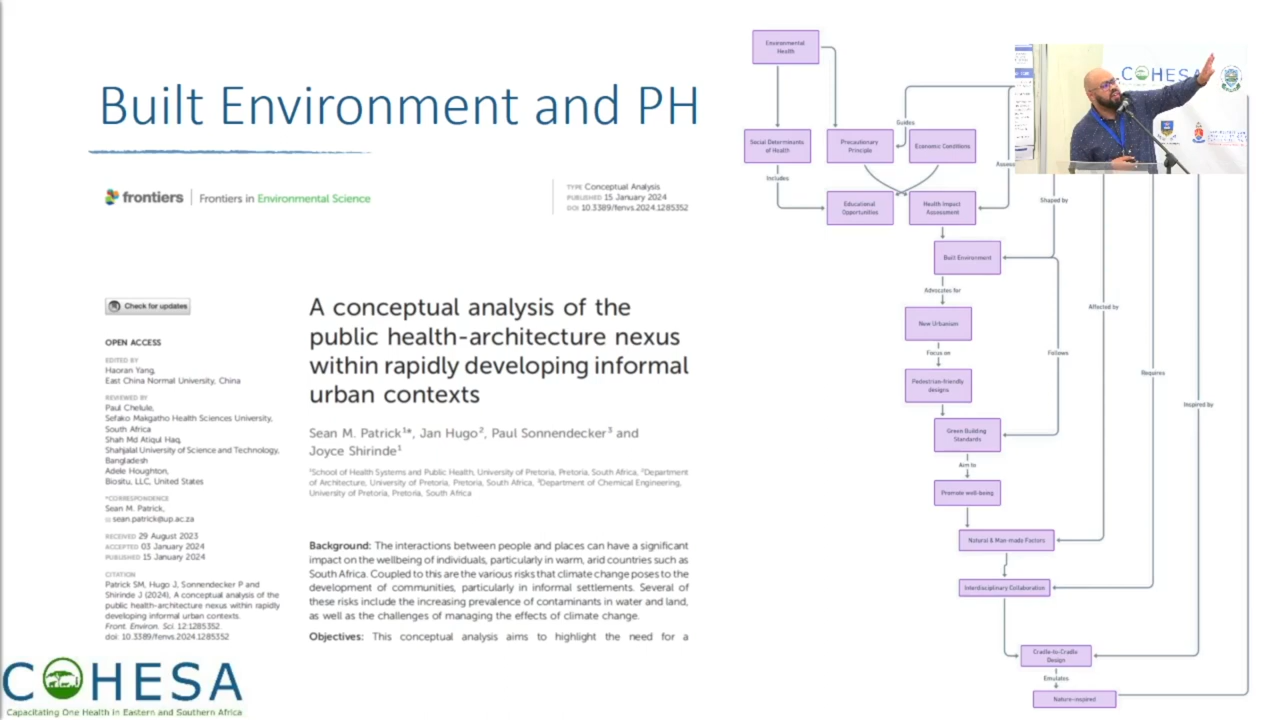 Built Environment and PH
frontiers | Frontiers in Environmental Science
TYPE Conceptual Analysis
PUBLISHED 15 January 2024
DOI 10.3389/fenvs.2024.1285352
Check for updates
OPEN ACCESS
EDITED BY
Haoran Yang,
East China Normal University, China
REVIEWED BY
Paul Chelule,
Sefako Makgatho Health Sciences University,
South Africa
Shah Md Atiqul Haq,
Shahjalal University of Science and Technology,
Bangladesh
Adele Houghton,
Biositu, LLC, United States
*CORRESPONDENCE
Sean M. Patrick,
sean.patrick@up.ac.za
RECEIVED 29 August 2023
ACCEPTED 03 January 2024
PUBLISHED 15 January 2024
CITATION
Patrick SM, Hugo J, Sonnendecker P and
Shirinde J (2024), A conceptual analysis of the
public health-architecture nexus within rapidly
developing informal urban contexts.
Front. Environ. Sci. 12:1285352.
doi: 10.3389/fenvs.2024.1285352
A conceptual analysis of the
public health-architecture nexus
within rapidly developing informal
urban contexts
Sean M. Patrick¹*, Jan Hugo², Paul Sonnendecker³ and
Joyce Shirinde¹
¹School of Health Systems and Public Health, University of Pretoria, Pretoria, South Africa, ²Department
of Architecture, University of Pretoria, Pretoria, South Africa, ³Department of Chemical Engineering,
University of Pretoria, Pretoria, South Africa
Background: The interactions between people and places can have a significant
impact on the wellbeing of individuals, particularly in warm, arid countries such as
South Africa. Coupled to this are the various risks that climate change poses to the
development of communities, particularly in informal settlements. Several of
these risks include the increasing prevalence of contaminants in water and land,
as well as the challenges of managing the effects of climate change.
Objectives: This conceptual analysis aims to highlight the need for a
COHESA
Capacitating One Health in Eastern and Southern Africa
Environmental
Health
COHESA
Guides
Social Determinants
of Health
Precautionary
Principle
Economic Conditions
Includes
Educational
Opportunities
Health Impact
Assessment
Shaped by
Built Environment
Advocates for
New Urbanism
Affected by
Focus on
Follows
Pedestrian-friendly
designs
Requires
Inspired by
Green Building
Standards
Aim to
Promote well-being
Natural & Man-made Factors
Interdisciplinary Collaboration
Cradle-to-Cradle
Design
Emulates
Nature-inspired